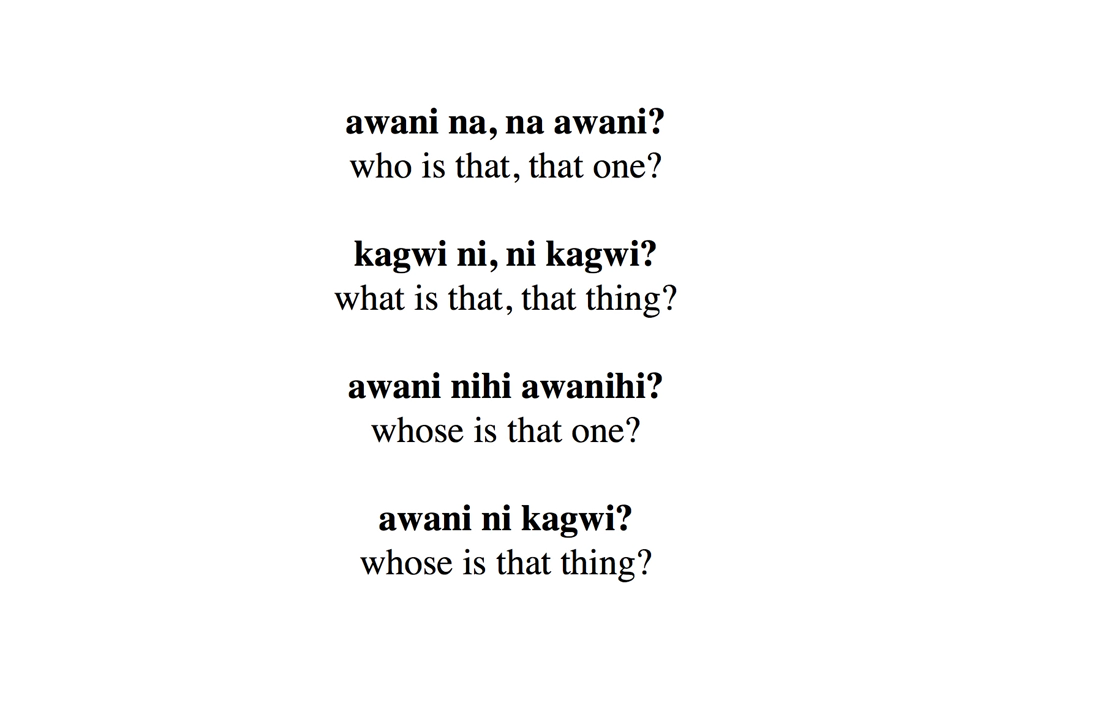 awani na, na awani?
who is that, that one?
kagwi ni, ni kagwi?
what is that, that thing?
awani nihi awanihi?
whose is that one?
awani ni kagwi?
whose is that thing?